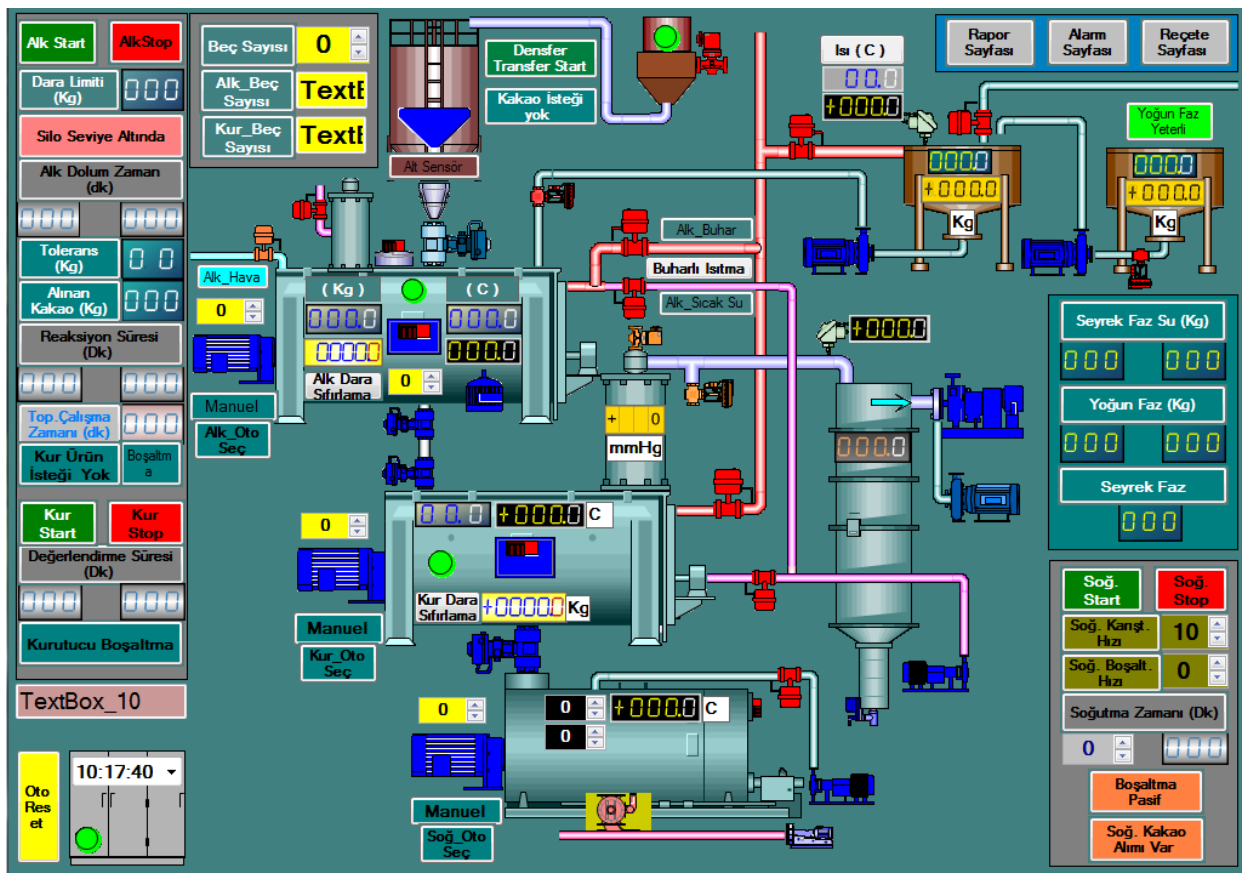 Alk Start
AlkStop
Dara Limiti
(Kg)
000
Silo Seviye Altında
Alk Dolum Zaman
(dk)
000
000
Tolerans
(Kg)
0 0
Alınan
Kakao (Kg)
000
Reaksiyon Süresi
(Dk)
000
000
Top.Çalışma
Zamanı (dk)
000
Kur Ürün
İsteği Yok
Boşaltm
a
Kur
Start
Kur
Stop
Değerlendirme Süresi
(Dk)
000
000
Kurutucu Boşaltma
TextBox_10
Oto
Res
et
10:17:40
Beç Sayısı
0
Alk_Beç
Sayısı
TextE
Kur_Beç
Sayısı
TextE
Alt Sensör
Densfer
Transfer Start
Kakao İsteği
yok
Isı ( C )
00.0
+000.0
Rapor
Sayfası
Alarm
Sayfası
Reçete
Sayfası
Yoğun Faz
Yeterli
000.0
+000.0
Kg
000.0
+000.0
Kg
Alk_Buhar
Buharlı Isıtma
Alk_Sıcak Su
Alk_Hava
0
( Kg )
( C )
000.0
000.0
0000.0
000.0
Alk Dara
Sıfırlama
0
Manuel
Alk_Oto
Seç
+ 0
mmHg
+000.0
000.0
00.0
+000.0
C
0
Kur Dara
Sıfırlama
+0000.0
Kg
Manuel
Kur_Oto
Seç
0
0
+000.0
C
0
Manuel
Soğ_Oto
Seç
Seyrek Faz Su (Kg)
000
000
Yoğun Faz (Kg)
000
000
Seyrek Faz
000
Soğ.
Start
Soğ.
Stop
Soğ. Karışt.
Hızı
10
Soğ. Boşalt.
Hızı
0
Soğutma Zamanı (Dk)
0
000
Boşaltma
Pasif
Soğ. Kakao
Alımı Var